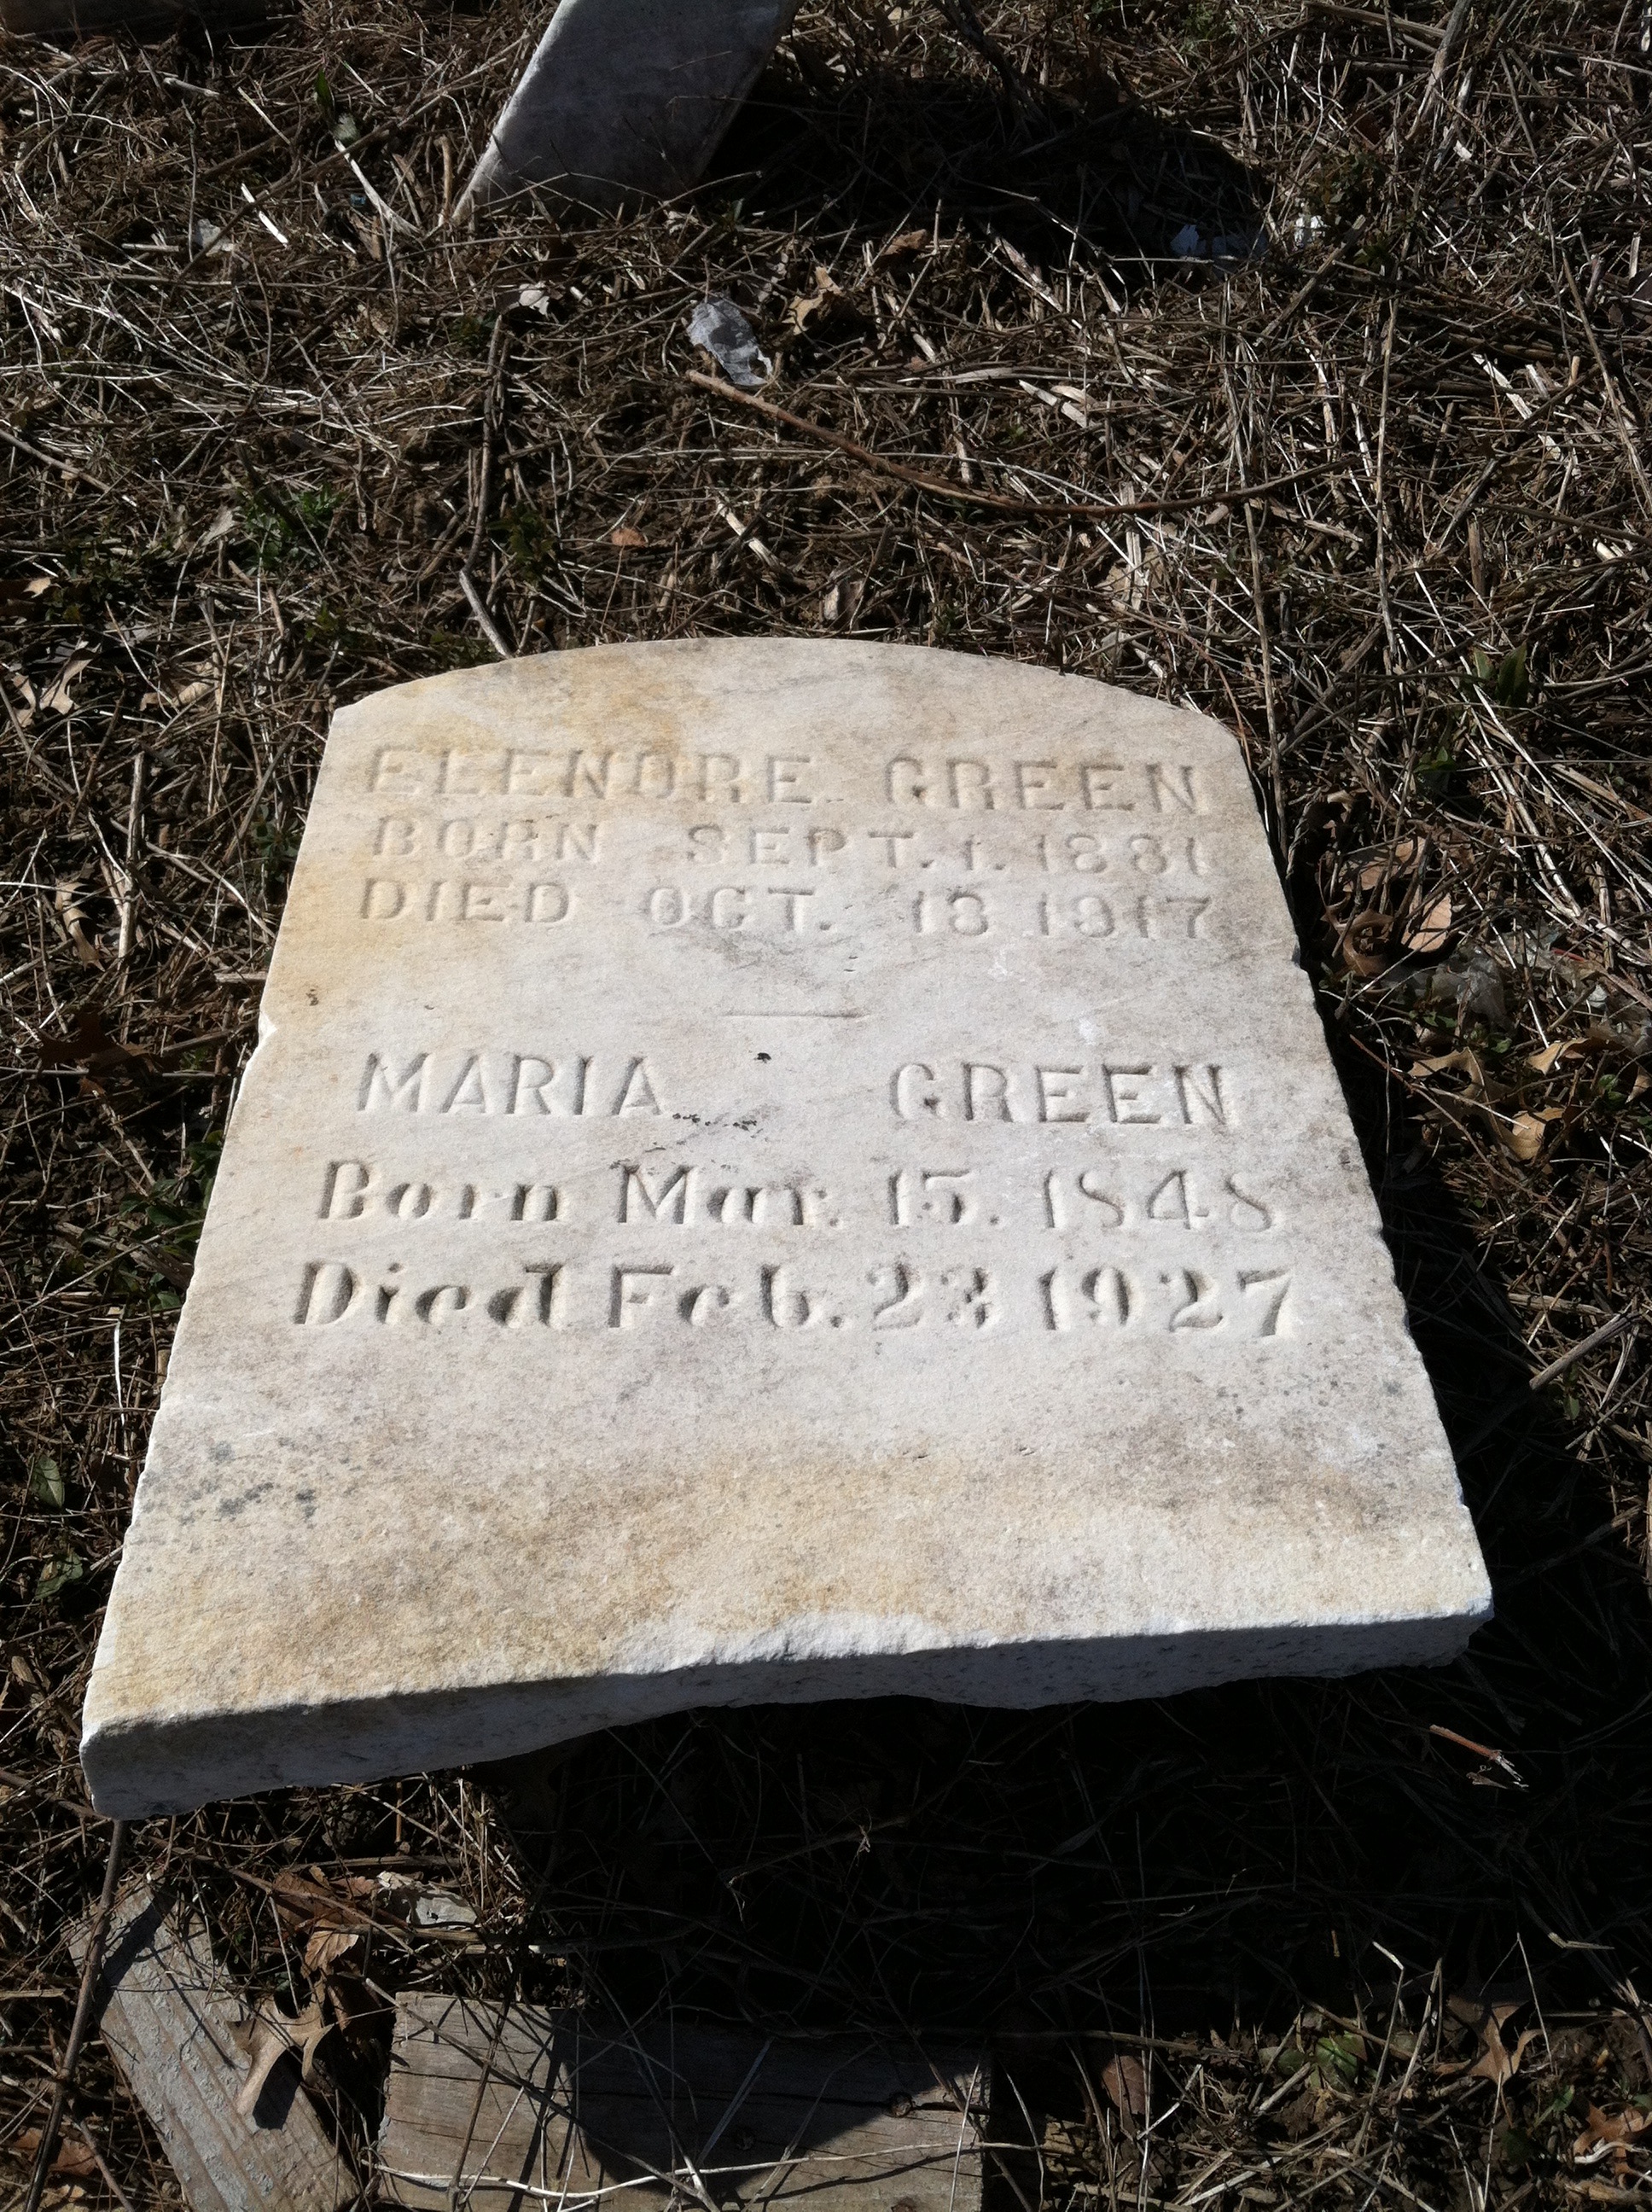 ELENORE GREEN
BORN SEPT. 1. 1881
DIED OCT. 18 1917
MARIA GREEN
Born Mar. 15. 1848
Died Feb. 23 1927